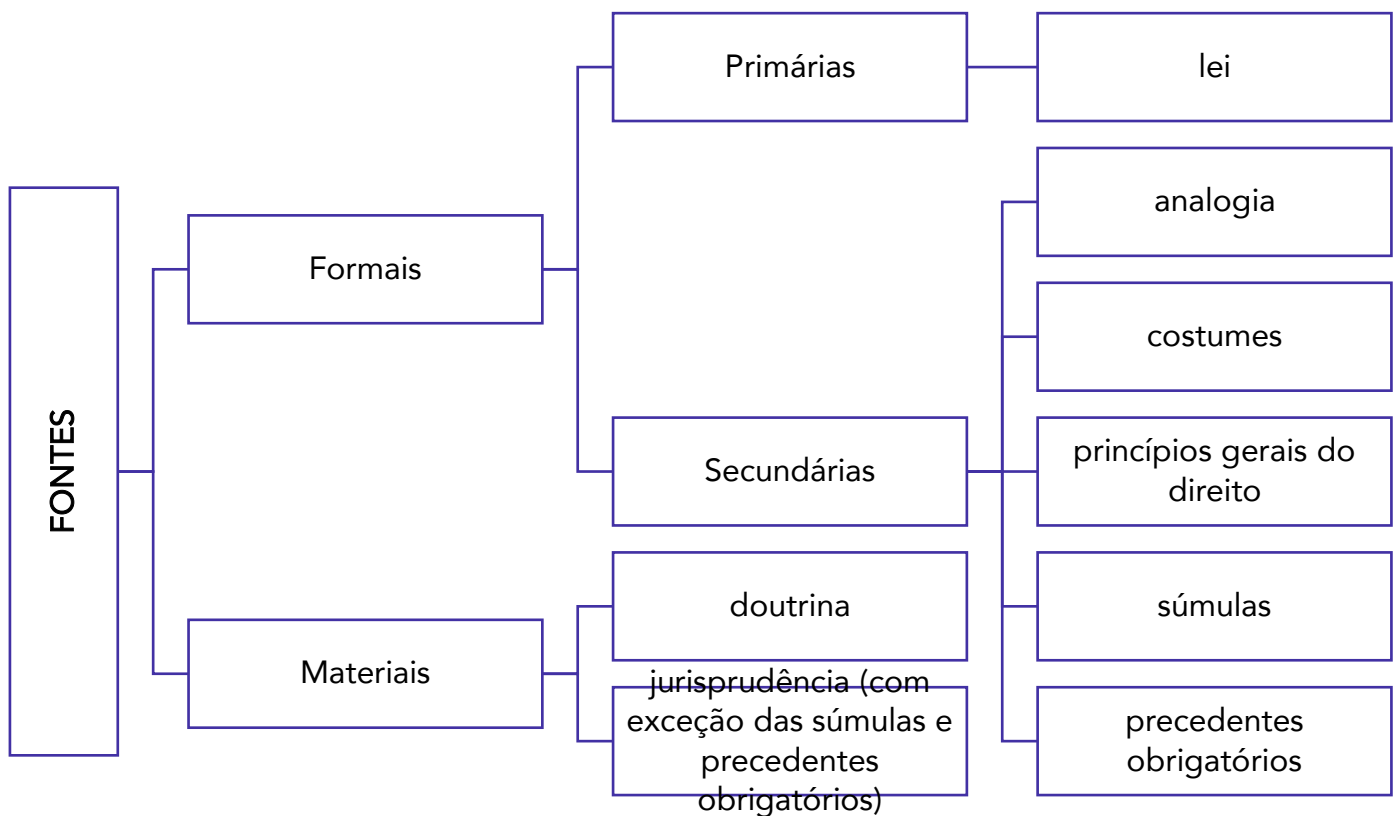 FONTES
Formais
Primárias
lei
Secundárias
analogia
costumes
princípios gerais do
direito
súmulas
precedentes
obrigatórios
Materiais
doutrina
jurisprudência (com
exceção das súmulas e
precedentes
obrigatórios)